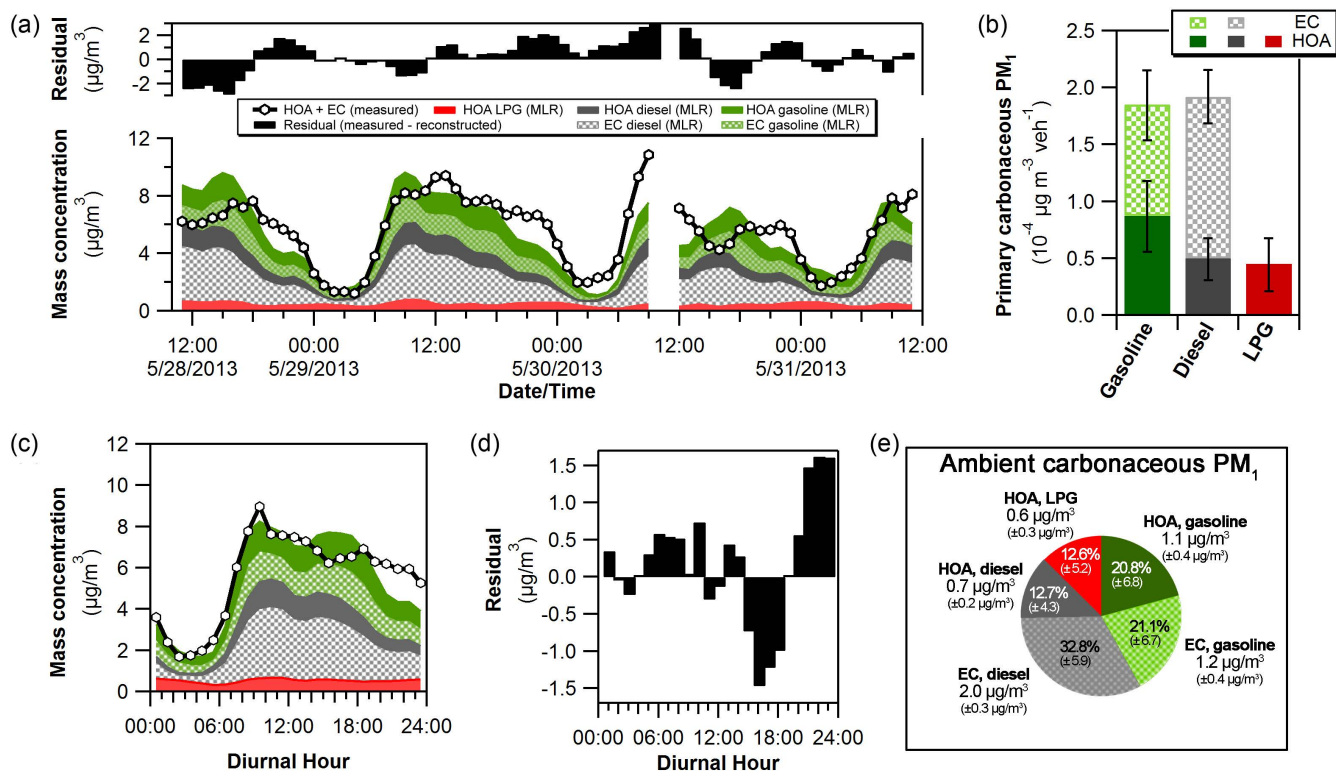 (a)
Residual
(µg/m³)
2
0
-2
HOA + EC (measured) HOA LPG (MLR) HOA diesel (MLR) HOA gasoline (MLR)
Residual (measured - reconstructed) EC diesel (MLR) EC gasoline (MLR)
Mass concentration
(µg/m³)
12
8
4
0
12:00 00:00 12:00 00:00 12:00 00:00 12:00
5/28/2013 5/29/2013 5/30/2013 5/31/2013
Date/Time
(b)
EC
HOA
Primary carbonaceous PM₁
(10⁻⁴ µg m⁻³ veh⁻¹)
2.5
2.0
1.5
1.0
0.5
0.0
Gasoline
Diesel
LPG
(c)
Mass concentration
(µg/m³)
12
10
8
6
4
2
0
00:00 06:00 12:00 18:00 24:00
Diurnal Hour
(d)
Residual
(µg/m³)
1.5
1.0
0.5
0.0
-0.5
-1.0
-1.5
00:00 06:00 12:00 18:00 24:00
Diurnal Hour
(e)
Ambient carbonaceous PM₁
HOA, LPG
0.6 µg/m³
(±0.3 µg/m³)
12.6%
(±5.2)
HOA, gasoline
1.1 µg/m³
(±0.4 µg/m³)
20.8%
(±6.8)
HOA, diesel
0.7 µg/m³
(±0.2 µg/m³)
12.7%
(±4.3)
EC, gasoline
1.2 µg/m³
(±0.4 µg/m³)
21.1%
(±6.7)
EC, diesel
2.0 µg/m³
(±0.3 µg/m³)
32.8%
(±5.9)